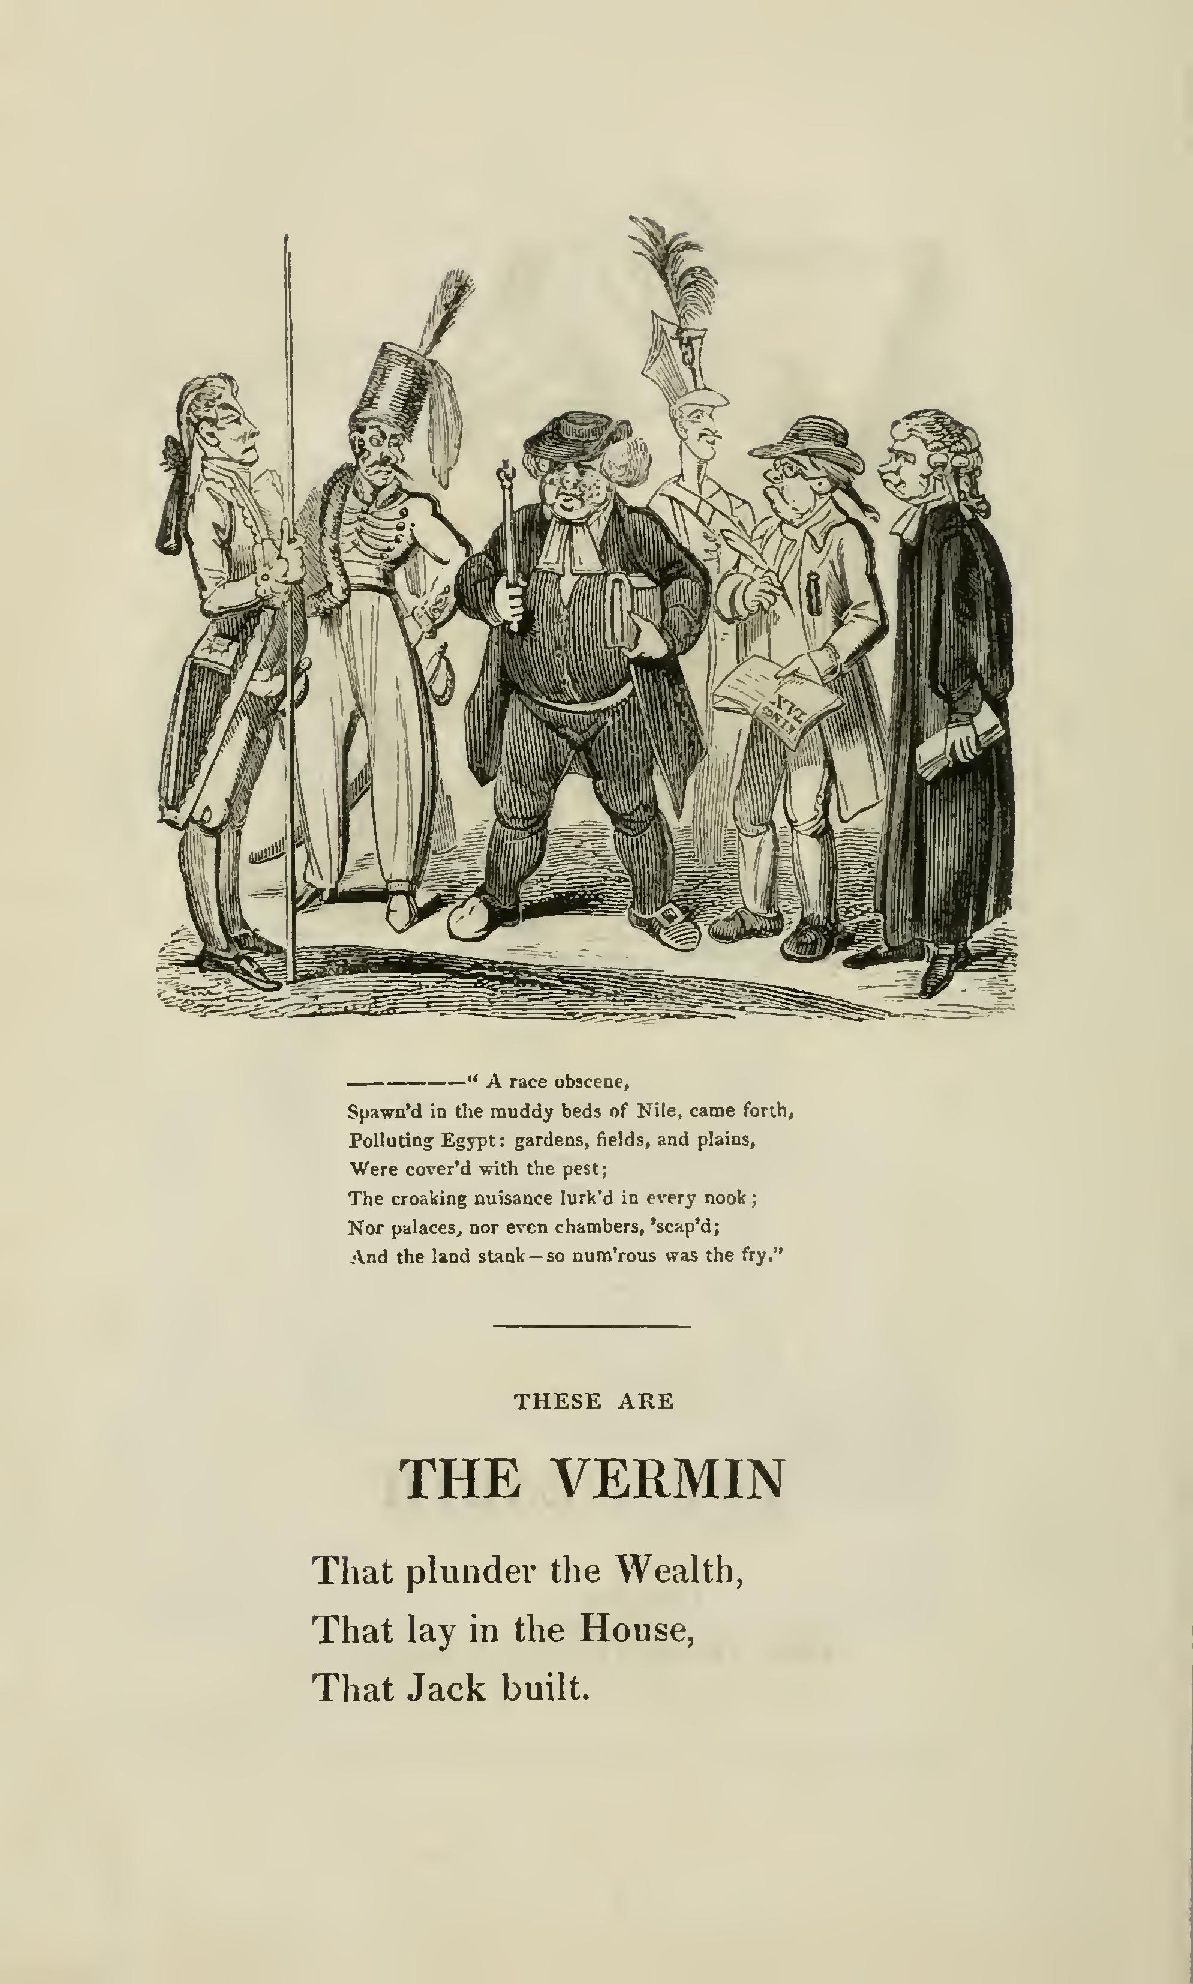 TAX
KING
————"A race obscene,
Spawn'd in the muddy beds of Nile, came forth,
Polluting Egypt: gardens, fields, and plains,
Were cover'd with the pest;
The croaking nuisance lurk'd in every nook;
Nor palaces, nor even chambers, 'scap'd;
And the land stank—so num'rous was the fry."
THESE ARE
THE VERMIN
That plunder the Wealth,
That lay in the House,
That Jack built.